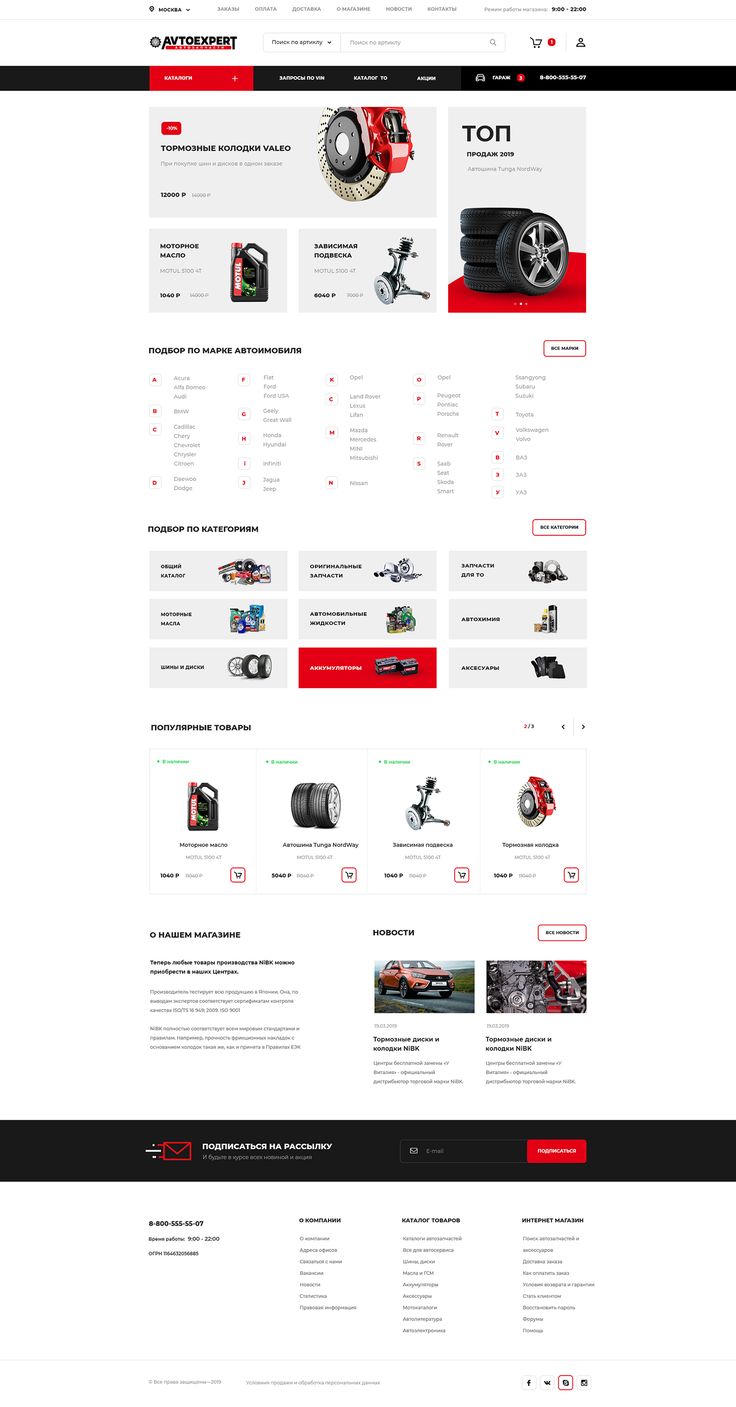 МОСКВА
ЗАКАЗЫ
ОПЛАТА
ДОСТАВКА
О МАГАЗИНЕ
НОВОСТИ
КОНТАКТЫ
Режим работы магазина: 9:00 - 22:00
AVTOEXPERT
АВТОЗАПЧАСТИ
Поиск по артиклу
Поиск по артиклу
1
КАТАЛОГИ
ЗАПРОСЫ ПО VIN
КАТАЛОГ ТО
АКЦИИ
ГАРАЖ 3
8-800-555-55-07
-10%
ТОРМОЗНЫЕ КОЛОДКИ VALEO
При покупке шин и дисков в одном заказе
12000 Р 14000 Р
ТОП
ПРОДАЖ 2019
Автошина Tunga NordWay
МОТОРНОЕ
МАСЛО
MOTUL 5100 4T
1040 Р 14000 Р
MOTUL
ЗАВИСИМАЯ
ПОДВЕСКА
MOTUL 5100 4T
6040 Р 7000 Р
ПОДБОР ПО МАРКЕ АВТОИМОБИЛЯ
ВСЕ МАРКИ
A
Acura
Alfa Romeo
Audi
B
BMW
C
Cadillac
Chery
Chevrolet
Chrysler
Citroen
D
Daewoo
Dodge
F
Fiat
Ford
Ford USA
G
Geely
Great Wall
H
Honda
Hyundai
I
Infiniti
J
Jagua
Jeep
K
Opel
C
Land Rover
Lexus
Lifan
M
Mazda
Mercedes
MINI
Mitsubishi
N
Nissan
O
Opel
P
Peugeot
Pontiac
Porsche
R
Renault
Rover
S
Saab
Seat
Skoda
Smart
Ssangyong
Subaru
Suzuki
T
Toyota
V
Volkswagen
Volvo
В
ВАЗ
З
ЗАЗ
У
УАЗ
ПОДБОР ПО КАТЕГОРИЯМ
ВСЕ КАТЕГОРИИ
ОБЩИЙ
КАТАЛОГ
ОРИГИНАЛЬНЫЕ
ЗАПЧАСТИ
ЗАПЧАСТИ
ДЛЯ ТО
МОТОРНЫЕ
МАСЛА
АВТОМОБИЛЬНЫЕ
ЖИДКОСТИ
АВТОХИМИЯ
ШИНЫ И ДИСКИ
АККУМУЛЯТОРЫ
АКСЕСУАРЫ
ПОПУЛЯРНЫЕ ТОВАРЫ
2 / 3
В наличии
MOTUL
Моторное масло
MOTUL 5100 4T
1040 Р 11040 Р
В наличии
Автошина Tunga NordWay
MOTUL 5100 4T
5040 Р 11040 Р
В наличии
Зависимая подвеска
MOTUL 5100 4T
1040 Р 11040 Р
В наличии
Тормозная колодка
MOTUL 5100 4T
1040 Р 11040 Р
О НАШЕМ МАГАЗИНЕ
Теперь любые товары производства NiBK можно
приобрести в наших Центрах.
Производитель тестирует всю продукцию в Японии. Она, по
выводам экспертов соответствует сертификатам контроля
качества ISO/TS 16 949; 2009. ISO 9001
NiBK полностью соответствует всем мировым стандартами и
правилам. Например, прочность фрикционных накладок с
основанием колодок такая же, как и принята в Правилах ЕЭК
НОВОСТИ
ВСЕ НОВОСТИ
19.03.2019
Тормозные диски и
колодки NiBK
Центры бесплатной замены «У
Виталия» - официальный
дистрибьютор торговой марки NiBK.
19.03.2019
Тормозные диски и
колодки NiBK
Центры бесплатной замены «У
Виталия» - официальный
дистрибьютор торговой марки NiBK.
ПОДПИСАТЬСЯ НА РАССЫЛКУ
И будьте в курсе всех новиной и акция
E-mail
ПОДПИСАТЬСЯ
8-800-555-55-07
Время работы: 9:00 - 22:00
ОГРН 1164632056885
О КОМПАНИИ
О компании
Адреса офисов
Связаться с нами
Вакансии
Новости
Статистика
Правовая информация
КАТАЛОГ ТОВАРОВ
Каталоги автозапчастей
Все для автосервиса
Шины, диски
Масла и ГСМ
Аккумуляторы
Аксессуары
Мотокаталоги
Автолитература
Автоэлектроника
ИНТЕРНЕТ МАГАЗИН
Поиск автозапчастей и
аксессуаров
Доставка заказа
Как оплатить заказ
Условия возврата и гарантии
Стать клиентом
Восстановить пароль
Форумы
Помощь
© Все права защищены—2019
Условиия продажи и обработка персональных данных